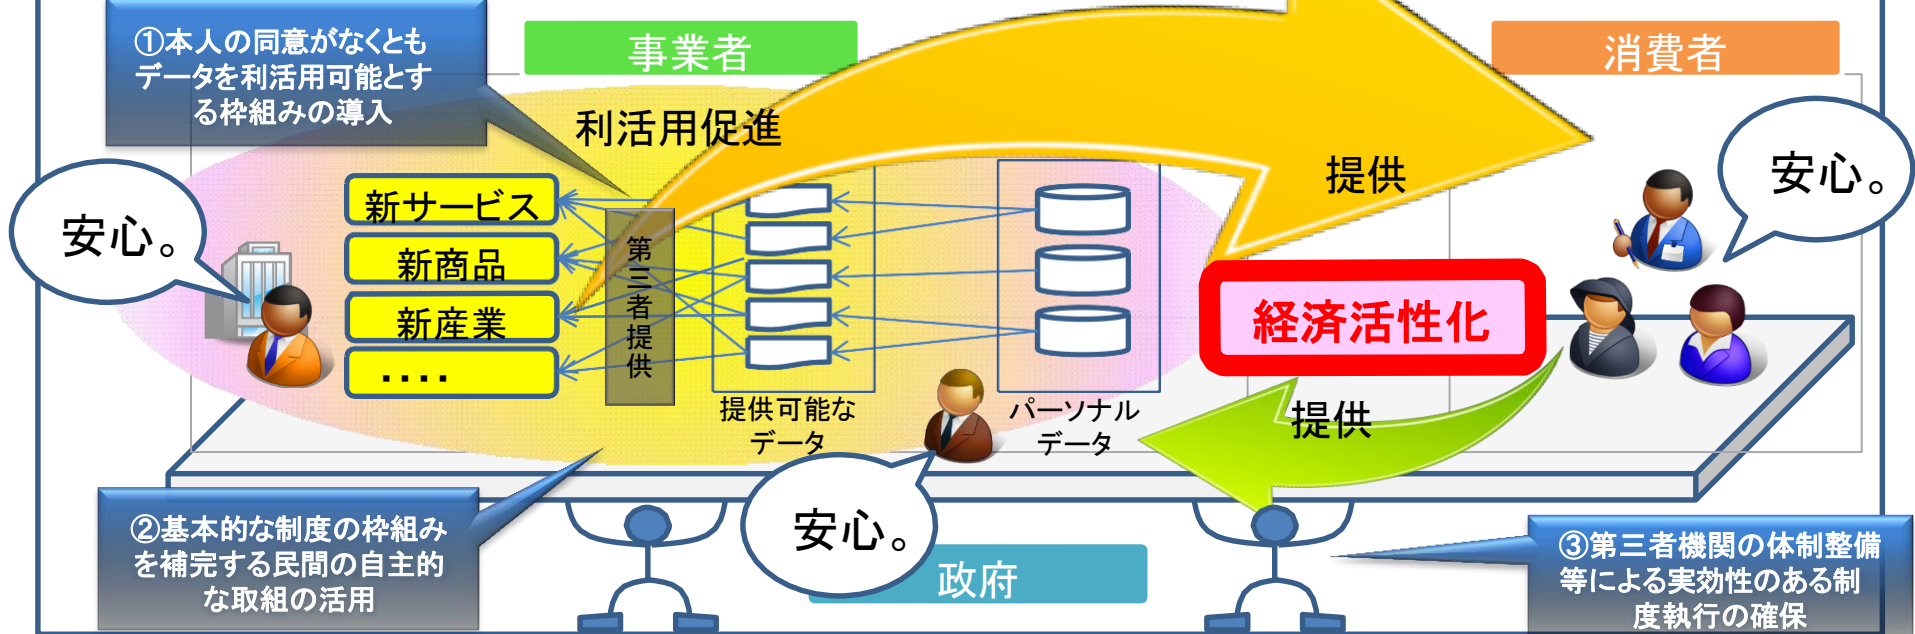 ①本人の同意がなくとも
データを利活用可能とす
る枠組みの導入
事業者
消費者
利活用促進
提供
安心。
安心。
新サービス
新商品
新産業
....
第三者提供
提供可能な
データ
パーソナル
データ
経済活性化
提供
②基本的な制度の枠組み
を補完する民間の自主的
な取組の活用
安心。
政府
③第三者機関の体制整備
等による実効性のある制
度執行の確保